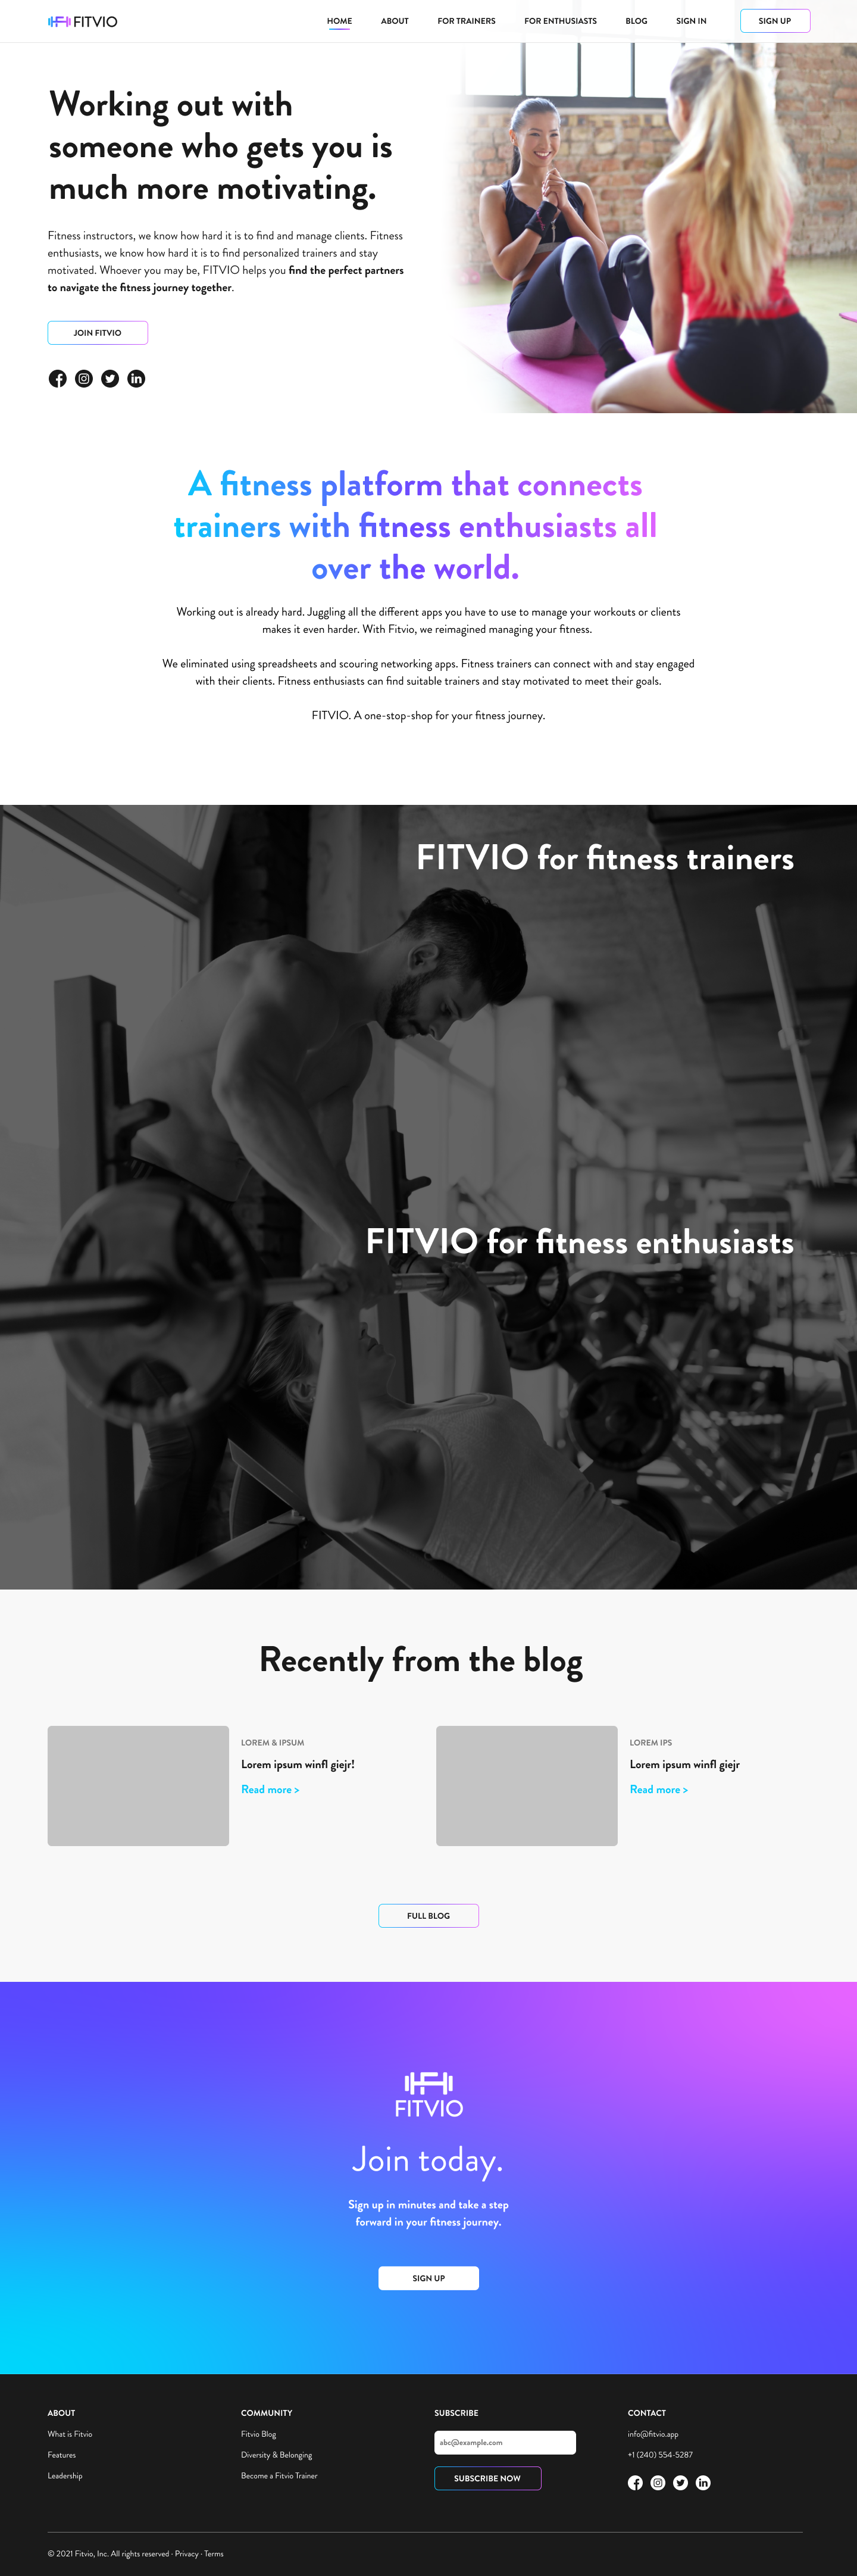 FITVIO
HOME
ABOUT
FOR TRAINERS
FOR ENTHUSIASTS
BLOG
SIGN IN
SIGN UP
Working out with
someone who gets you is
much more motivating.
Fitness instructors, we know how hard it is to find and manage clients. Fitness
enthusiasts, we know how hard it is to find personalized trainers and stay
motivated. Whoever you may be, FITVIO helps you find the perfect partners
to navigate the fitness journey together.
JOIN FITVIO
A fitness platform that connects
trainers with fitness enthusiasts all
over the world.
Working out is already hard. Juggling all the different apps you have to use to manage your workouts or clients
makes it even harder. With Fitvio, we reimagined managing your fitness.
We eliminated using spreadsheets and scouring networking apps. Fitness trainers can connect with and stay engaged
with their clients. Fitness enthusiasts can find suitable trainers and stay motivated to meet their goals.
FITVIO. A one-stop-shop for your fitness journey.
FITVIO for fitness trainers
FITVIO for fitness enthusiasts
Recently from the blog
LOREM & IPSUM
Lorem ipsum winfl giejr!
Read more >
LOREM IPS
Lorem ipsum winfl giejr
Read more >
FULL BLOG
FITVIO
Join today.
Sign up in minutes and take a step
forward in your fitness journey.
SIGN UP
ABOUT
What is Fitvio
Features
Leadership
COMMUNITY
Fitvio Blog
Diversity & Belonging
Become a Fitvio Trainer
SUBSCRIBE
abc@example.com
SUBSCRIBE NOW
CONTACT
info@fitvio.app
+1 (240) 554-5287
© 2021 Fitvio, Inc. All rights reserved · Privacy · Terms